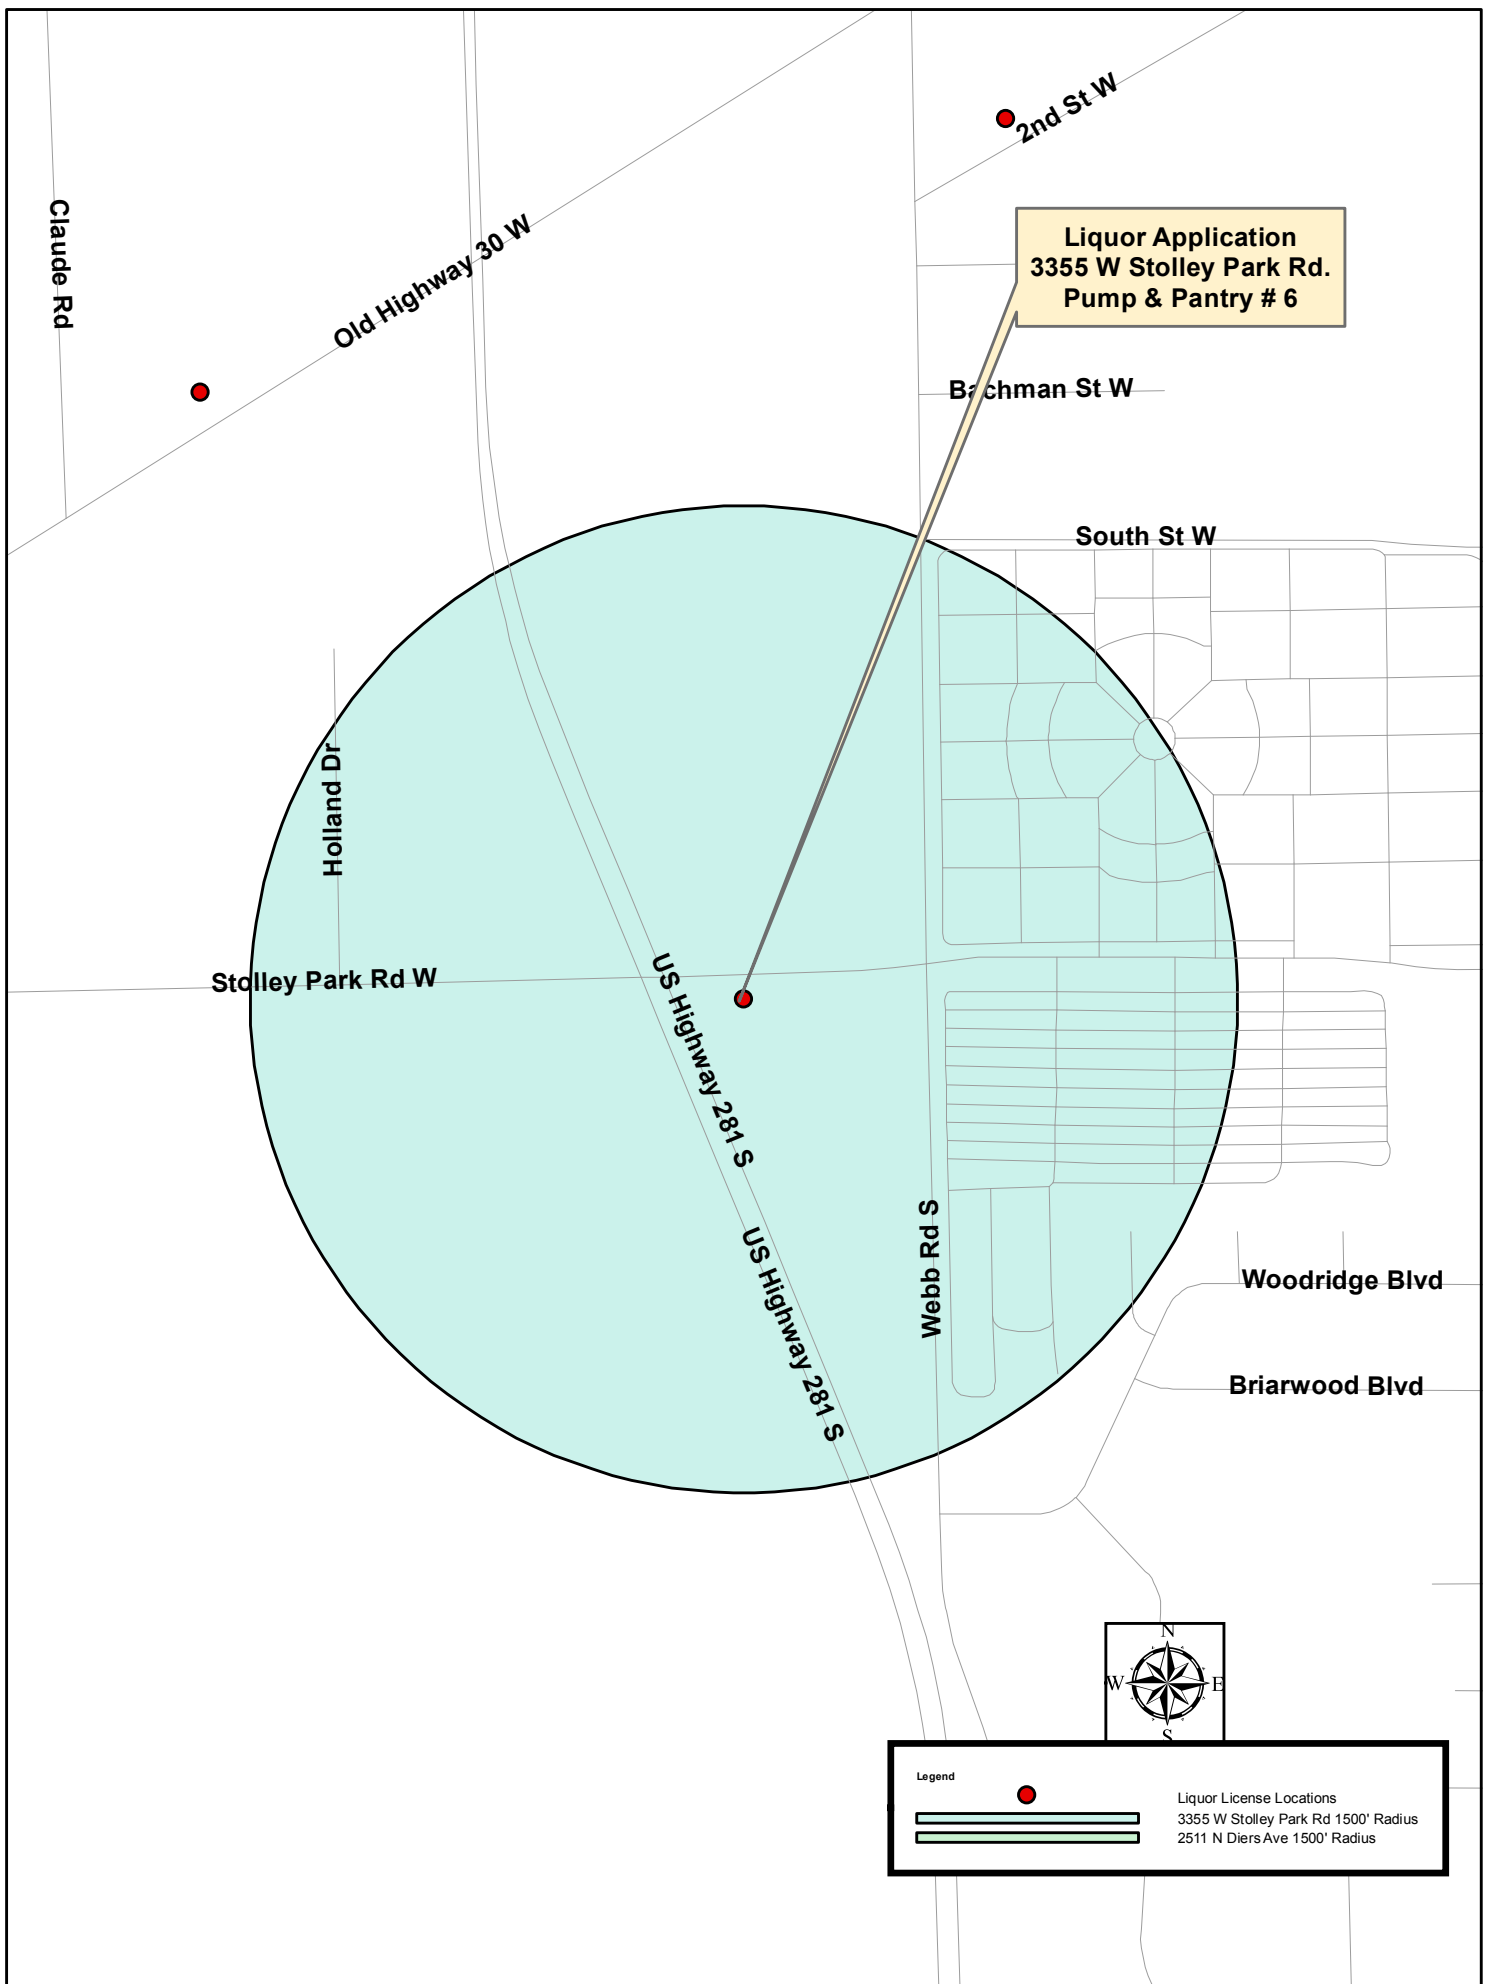 2nd St W
Claude Rd
Old Highway 30 W
Liquor Application
3355 W Stolley Park Rd.
Pump & Pantry # 6
Bachman St W
South St W
Holland Dr
Stolley Park Rd W
US Highway 281 S
US Highway 281 S
Webb Rd S
Woodridge Blvd
Briarwood Blvd
N
W
E
S
Legend
Liquor License Locations
3355 W Stolley Park Rd 1500' Radius
2511 N Diers Ave 1500' Radius